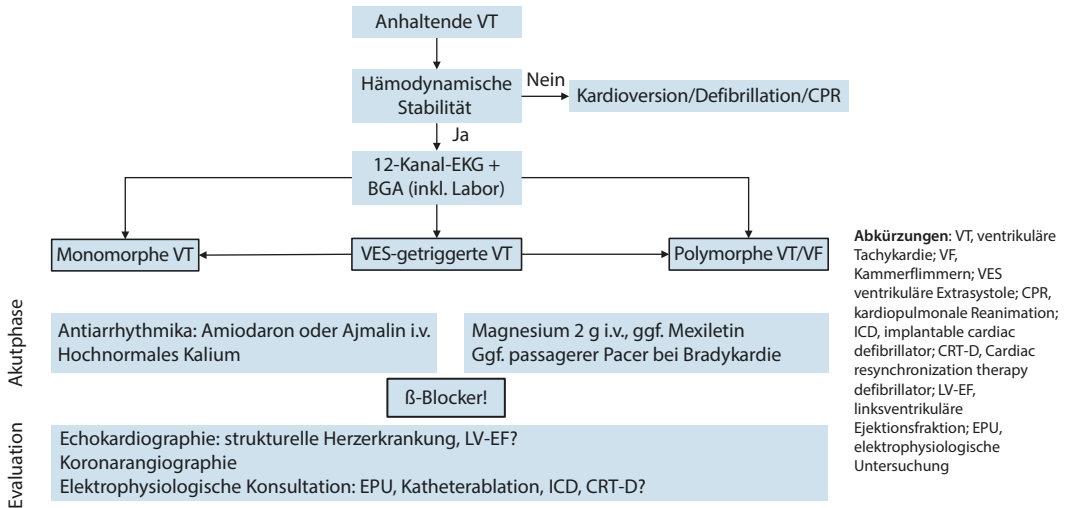 Anhaltende VT
Hämodynamische
Stabilität
Nein
Kardioversion/Defibrillation/CPR
Ja
12-Kanal-EKG +
BGA (inkl. Labor)
Monomorphe VT
VES-getriggerte VT
Polymorphe VT/VF
Akutphase
Antiarrhythmika: Amiodaron oder Ajmalin i.v.
Hochnormales Kalium
Magnesium 2 g i.v., ggf. Mexiletin
Ggf. passagerer Pacer bei Bradykardie
ß-Blocker!
Evaluation
Echokardiographie: strukturelle Herzerkrankung, LV-EF?
Koronarangiographie
Elektrophysiologische Konsultation: EPU, Katheterablation, ICD, CRT-D?
Abkürzungen: VT, ventrikuläre
Tachykardie; VF,
Kammerflimmern; VES
ventrikuläre Extrasystole; CPR,
kardiopulmonale Reanimation;
ICD, implantable cardiac
defibrillator; CRT-D, Cardiac
resynchronization therapy
defibrillator; LV-EF,
linksventrikuläre
Ejektionsfraktion; EPU,
elektrophysiologische
Untersuchung